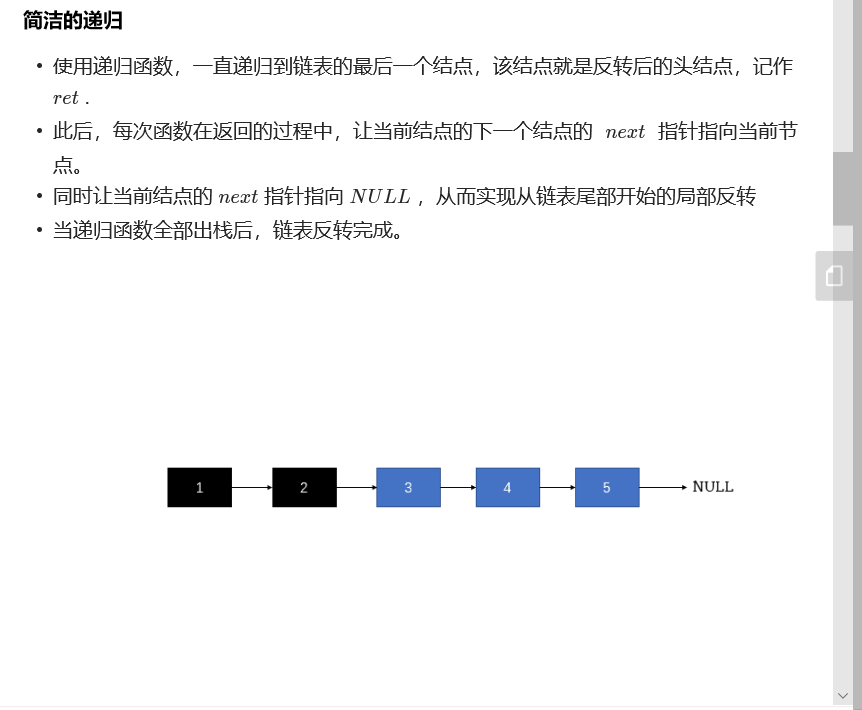 简洁的递归
• 使用递归函数，一直递归到链表的最后一个结点，该结点就是反转后的头结点，记作
ret .
• 此后，每次函数在返回的过程中，让当前结点的下一个结点的 next 指针指向当前节
点。
• 同时让当前结点的 next 指针指向 NULL ，从而实现从链表尾部开始的局部反转
• 当递归函数全部出栈后，链表反转完成。
1 2 3 4 5 NULL